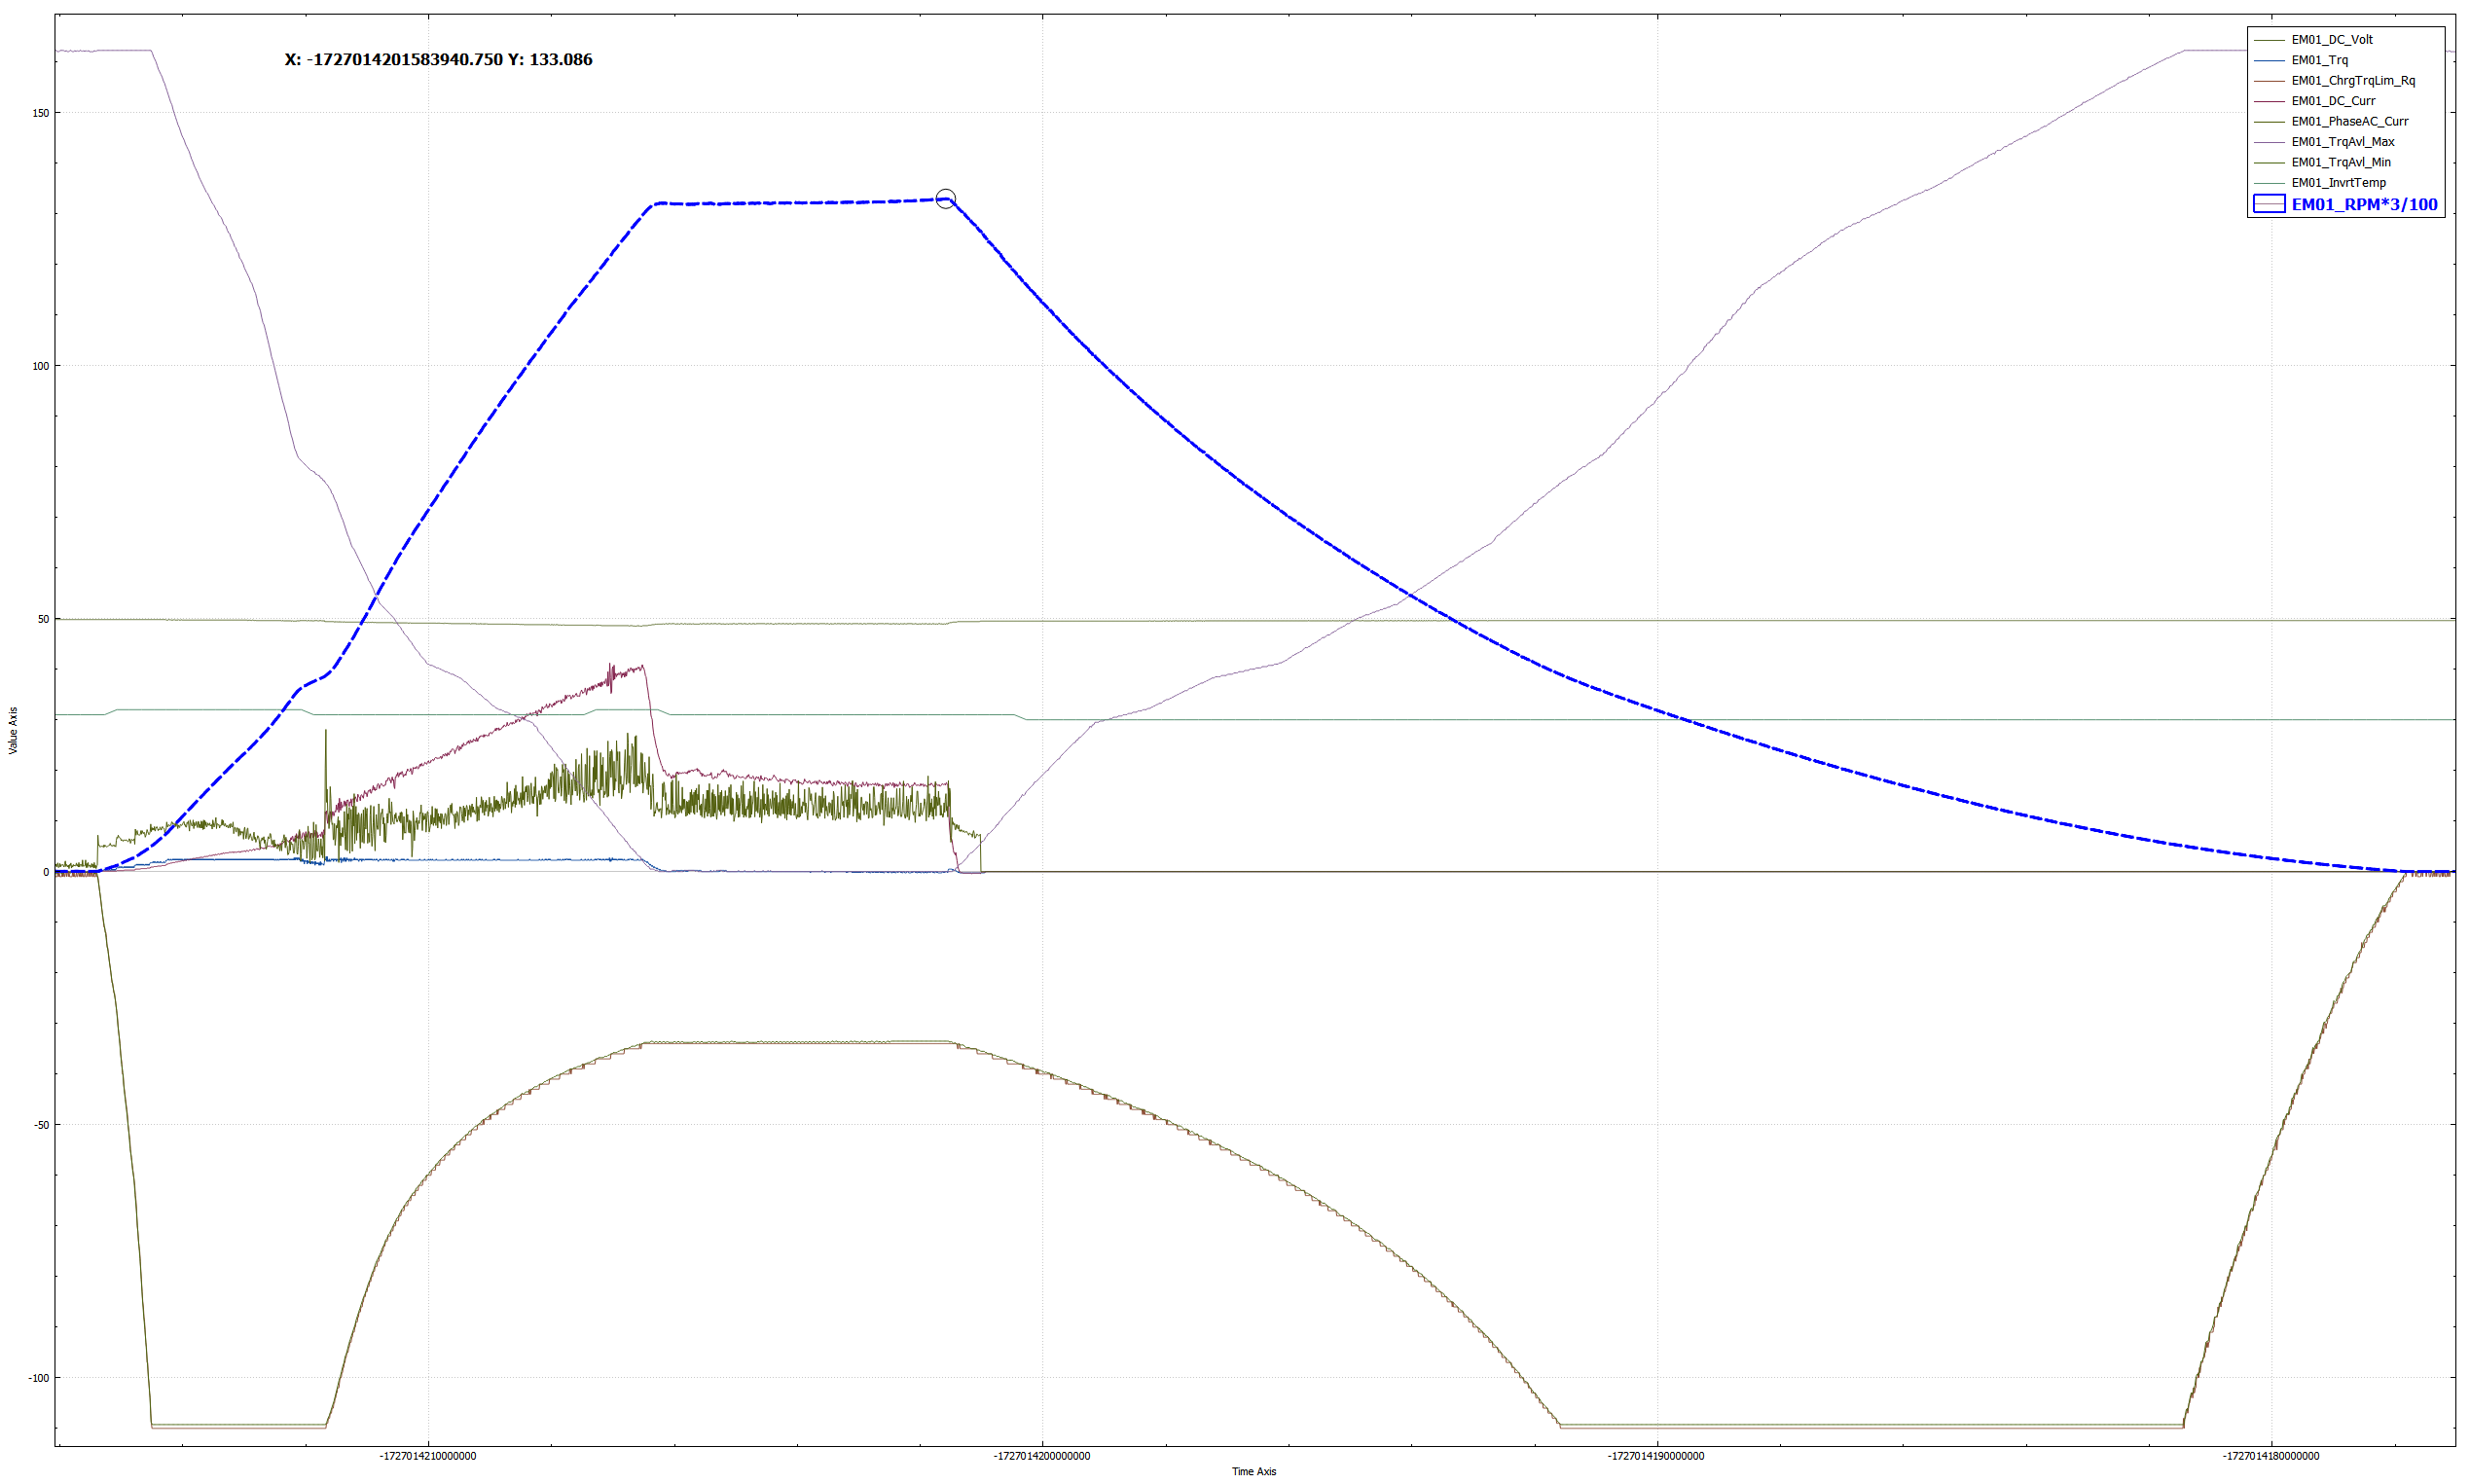 X: -1727014201583940.750 Y: 133.086
EM01_DC_Volt
EM01_Trq
EM01_ChrgTrqLim_Rq
EM01_DC_Curr
EM01_PhaseAC_Curr
EM01_TrqAvl_Max
EM01_TrqAvl_Min
EM01_InvrtTemp
EM01_RPM*3/100
150
100
50
0
-50
-100
Value Axis
-1727014210000000
-1727014200000000
-1727014190000000
-1727014180000000
Time Axis